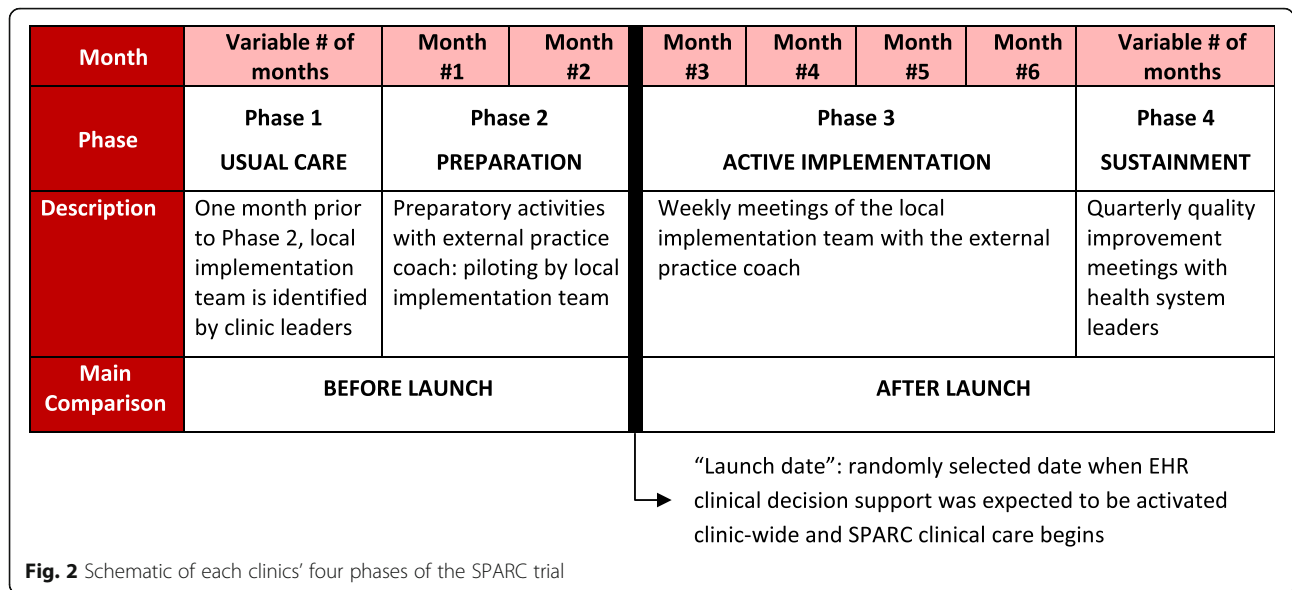 Month
Variable # of
months
Month
#1
Month
#2
Month
#3
Month
#4
Month
#5
Month
#6
Variable # of
months
Phase
Phase 1
USUAL CARE
Phase 2
PREPARATION
Phase 3
ACTIVE IMPLEMENTATION
Phase 4
SUSTAINMENT
Description
One month prior
to Phase 2, local
implementation
team is identified
by clinic leaders
Preparatory activities
with external practice
coach: piloting by local
implementation team
Weekly meetings of the local
implementation team with the external
practice coach
Quarterly quality
improvement
meetings with
health system
leaders
Main
Comparison
BEFORE LAUNCH
AFTER LAUNCH
“Launch date”: randomly selected date when EHR
clinical decision support was expected to be activated
clinic-wide and SPARC clinical care begins
Fig. 2 Schematic of each clinics’ four phases of the SPARC trial